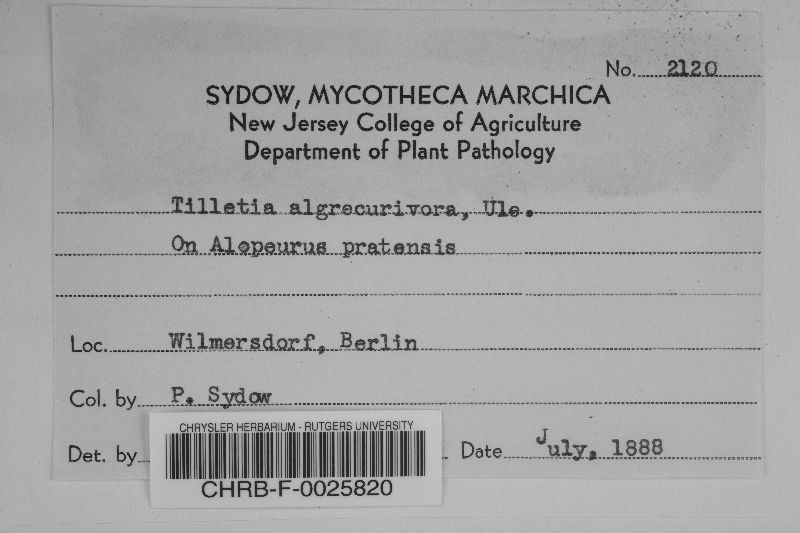 No. 2120
SYDOW, MYCOTHECA MARCHICA
New Jersey College of Agriculture
Department of Plant Pathology
Tilletia algrecurivora, Ule.
On Alopeurus pratensis
Loc. Wilmersdorf, Berlin
Col. by P. Sydow
Det. by Date July, 1888
CHRYSLER HERBARIUM - RUTGERS UNIVERSITY
CHRB-F-0025820